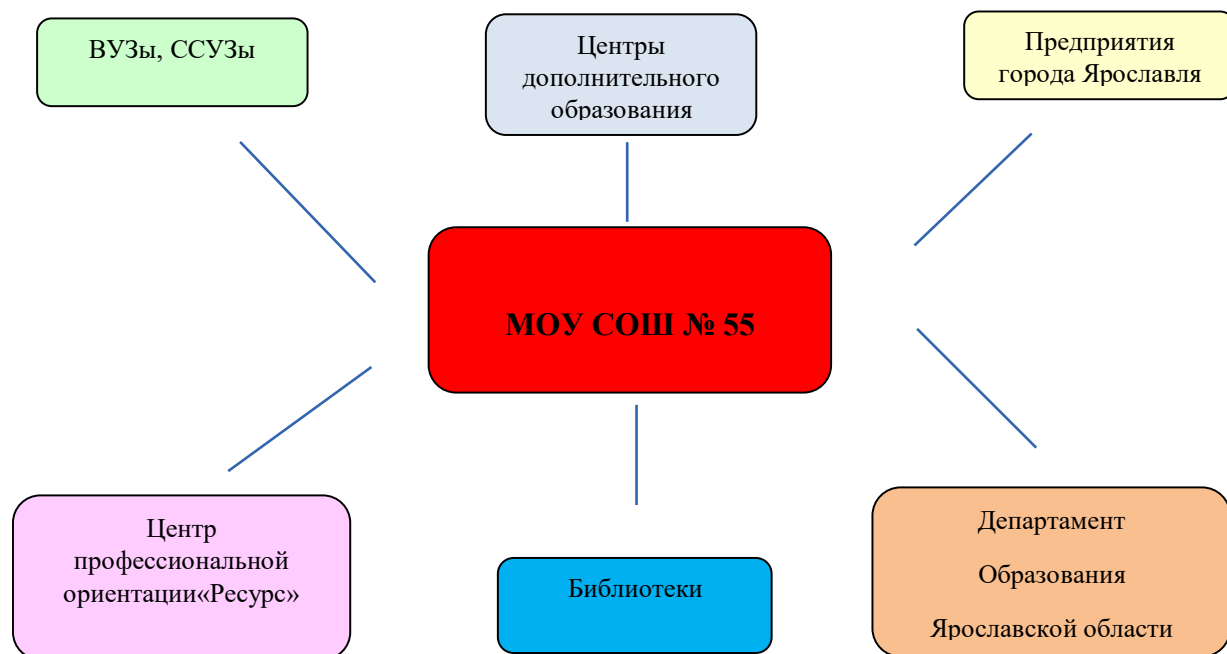 ВУЗы, ССУЗы
Центры
дополнительного
образования
Предприятия
города Ярославля
МОУ СОШ № 55
Центр
профессиональной
ориентации«Ресурс»
Библиотеки
Департамент
Образования
Ярославской области